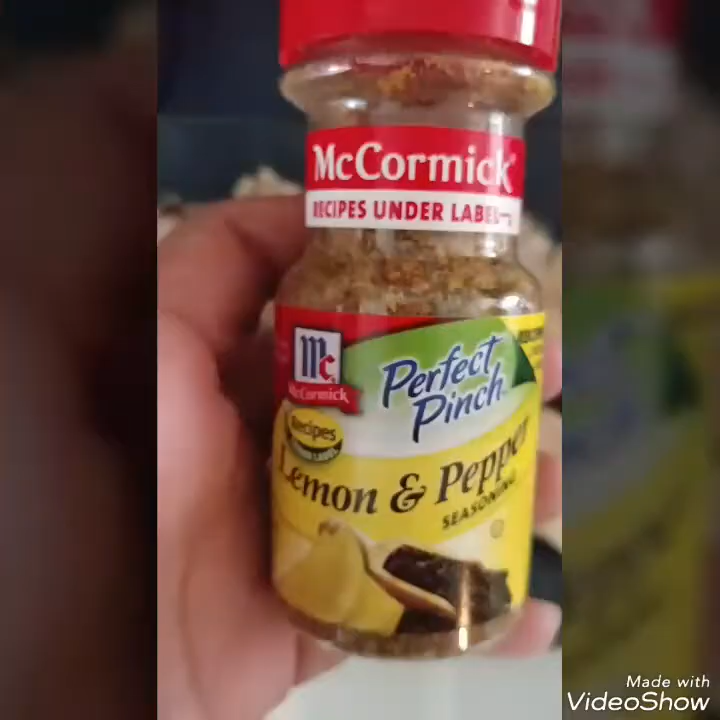 McCormick®
RECIPES UNDER LABEL
Mc
McCormick
Perfect
Pinch
Recipes
Lemon & Pepper
SEASONING
Made with
VideoShow